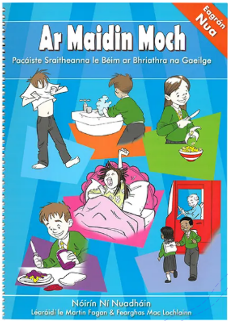 Eagrán
Nua
Ar Maidin Moch
Pacáiste Sraitheanna le Béim ar Bhriathra na Gaeilge
Nóirín Ní Nuadháin
Learáidí le Martin Fagan & Fearghas Mac Lochlainn